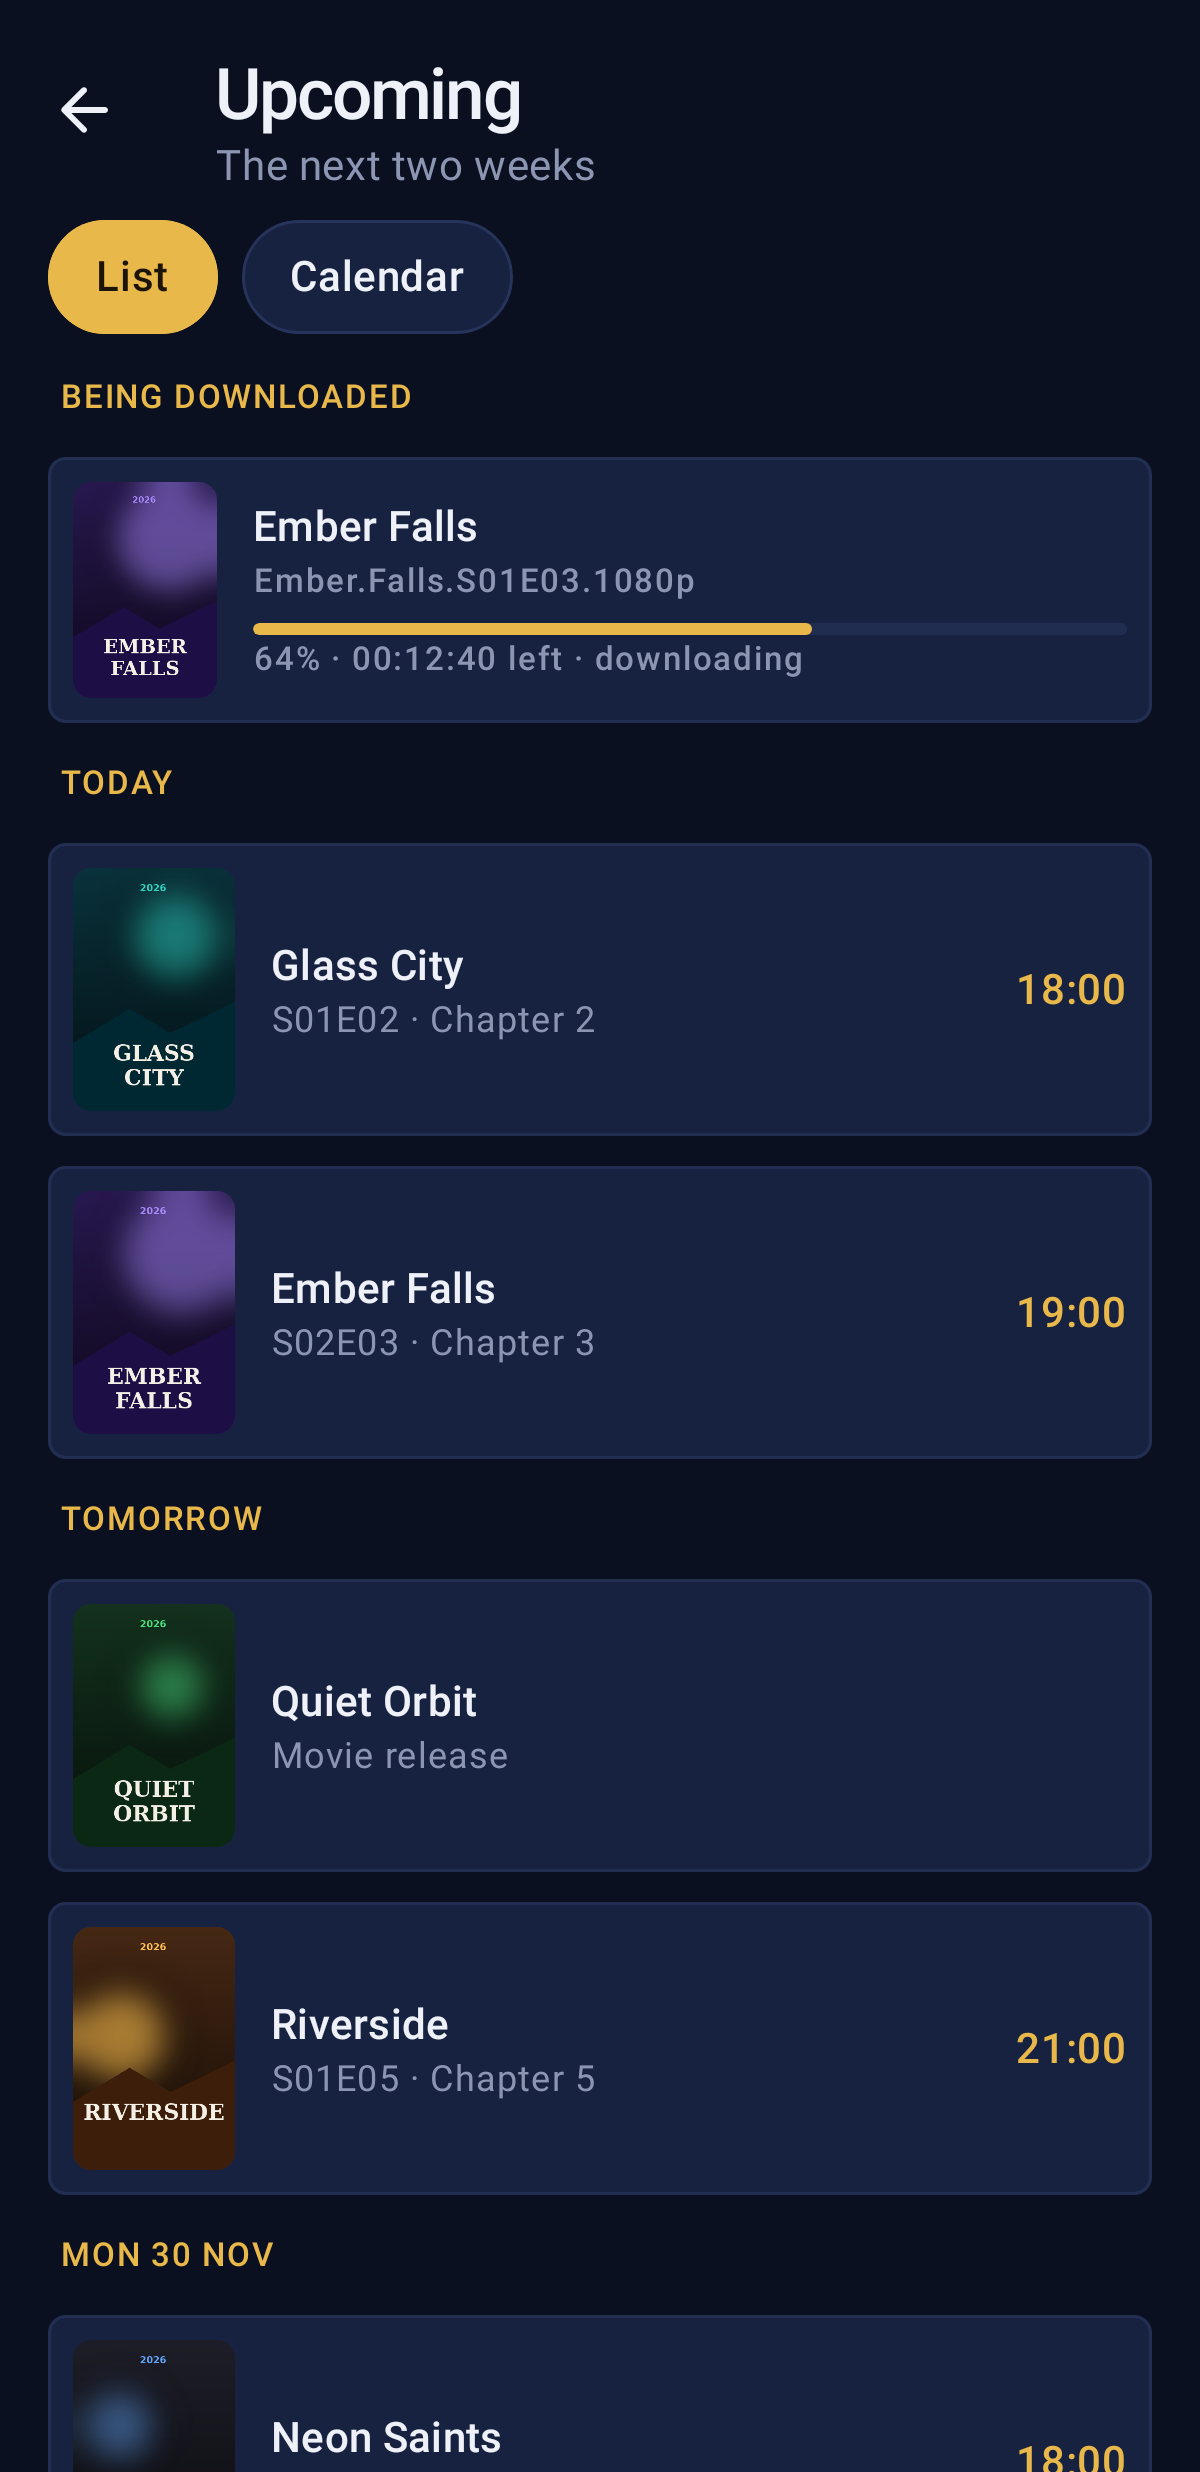 Upcoming
The next two weeks
List
Calendar
BEING DOWNLOADED
2026
EMBER
FALLS
Ember Falls
Ember.Falls.S01E03.1080p
64% · 00:12:40 left · downloading
TODAY
2026
GLASS
CITY
Glass City
S01E02 · Chapter 2
18:00
2026
EMBER
FALLS
Ember Falls
S02E03 · Chapter 3
19:00
TOMORROW
2026
QUIET
ORBIT
Quiet Orbit
Movie release
2026
RIVERSIDE
Riverside
S01E05 · Chapter 5
21:00
MON 30 NOV
2026
Neon Saints
18:00